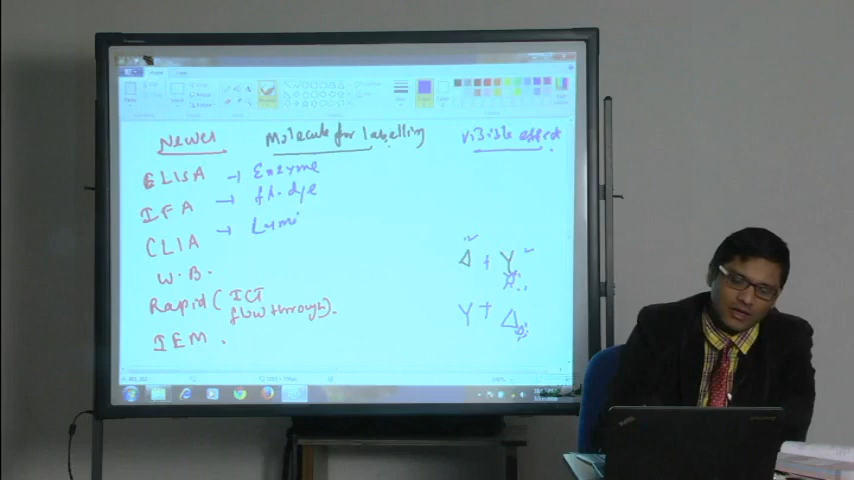 Newer Molecule for labelling visible effect
ELISA → Enzyme
IFA → fl. dye
CLIA → Lumi
W.B.
Rapid (ICT
flow through).
IEM.
Δ + Y
Y + Δ